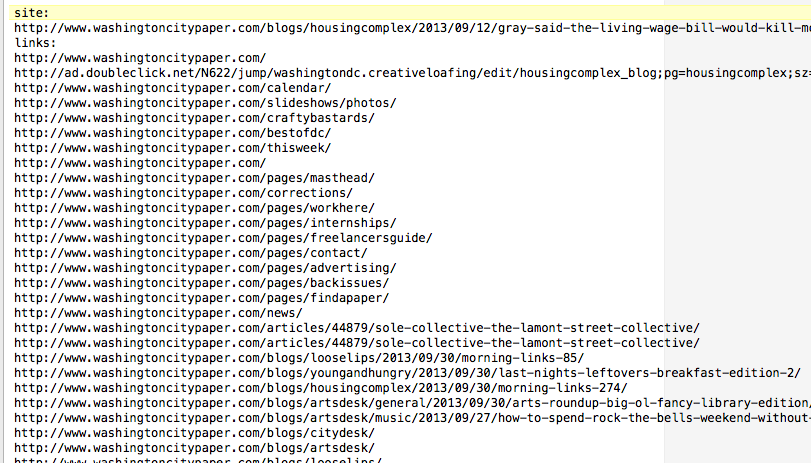 site:
http://www.washingtoncitypaper.com/blogs/housingcomplex/2013/09/12/gray-said-the-living-wage-bill-would-kill-m
links:
http://www.washingtoncitypaper.com/
http://ad.doubleclick.net/N622/jump/washingtondc.creativeloafing/edit/housingcomplex_blog;pg=housingcomplex;sz=
http://www.washingtoncitypaper.com/calendar/
http://www.washingtoncitypaper.com/slideshows/photos/
http://www.washingtoncitypaper.com/craftybastards/
http://www.washingtoncitypaper.com/bestofdc/
http://www.washingtoncitypaper.com/thisweek/
http://www.washingtoncitypaper.com/
http://www.washingtoncitypaper.com/pages/masthead/
http://www.washingtoncitypaper.com/corrections/
http://www.washingtoncitypaper.com/pages/workhere/
http://www.washingtoncitypaper.com/pages/internships/
http://www.washingtoncitypaper.com/pages/freelancersguide/
http://www.washingtoncitypaper.com/pages/contact/
http://www.washingtoncitypaper.com/pages/advertising/
http://www.washingtoncitypaper.com/pages/backissues/
http://www.washingtoncitypaper.com/pages/findapaper/
http://www.washingtoncitypaper.com/news/
http://www.washingtoncitypaper.com/articles/44879/sole-collective-the-lamont-street-collective/
http://www.washingtoncitypaper.com/articles/44879/sole-collective-the-lamont-street-collective/
http://www.washingtoncitypaper.com/blogs/looselips/2013/09/30/morning-links-85/
http://www.washingtoncitypaper.com/blogs/youngandhungry/2013/09/30/last-nights-leftovers-breakfast-edition-2/
http://www.washingtoncitypaper.com/blogs/housingcomplex/2013/09/30/morning-links-274/
http://www.washingtoncitypaper.com/blogs/artsdesk/general/2013/09/30/arts-roundup-big-ol-fancy-library-edition/
http://www.washingtoncitypaper.com/blogs/artsdesk/music/2013/09/27/how-to-spend-rock-the-bells-weekend-without-
http://www.washingtoncitypaper.com/blogs/citydesk/
http://www.washingtoncitypaper.com/blogs/artsdesk/
http://www.washingtoncitypaper.com/blogs/looselips/